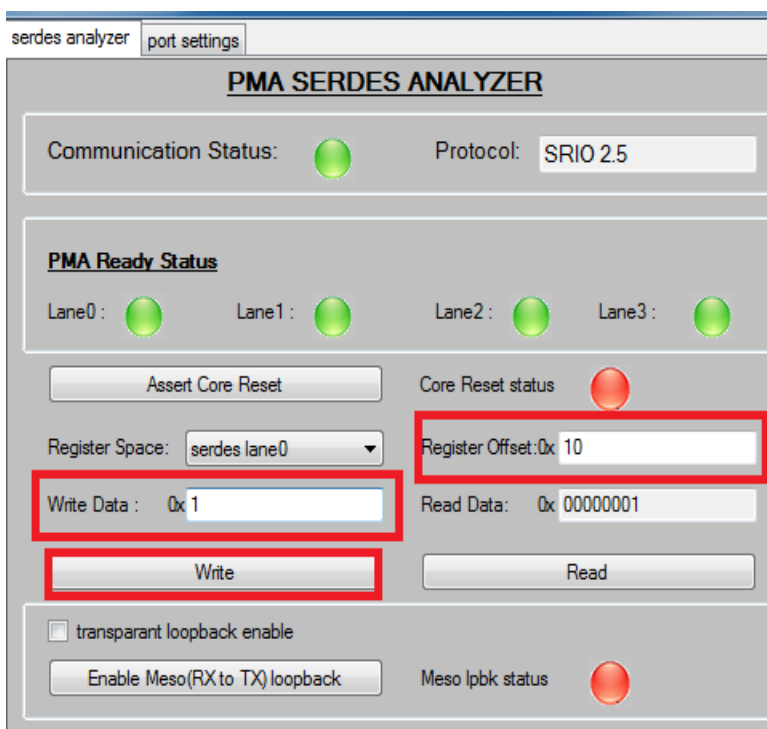 serdes analyzer port settings
PMA SERDES ANALYZER
Communication Status: Protocol: SRIO 2.5
PMA Ready Status
Lane0 : Lane1 : Lane2 : Lane3 :
Assert Core Reset Core Reset status
Register Space: serdes lane0 Register Offset:0x 10
Write Data : 0x 1 Read Data: 0x 00000001
Write Read
transparant loopback enable
Enable Meso(RX to TX) loopback Meso lpbk status